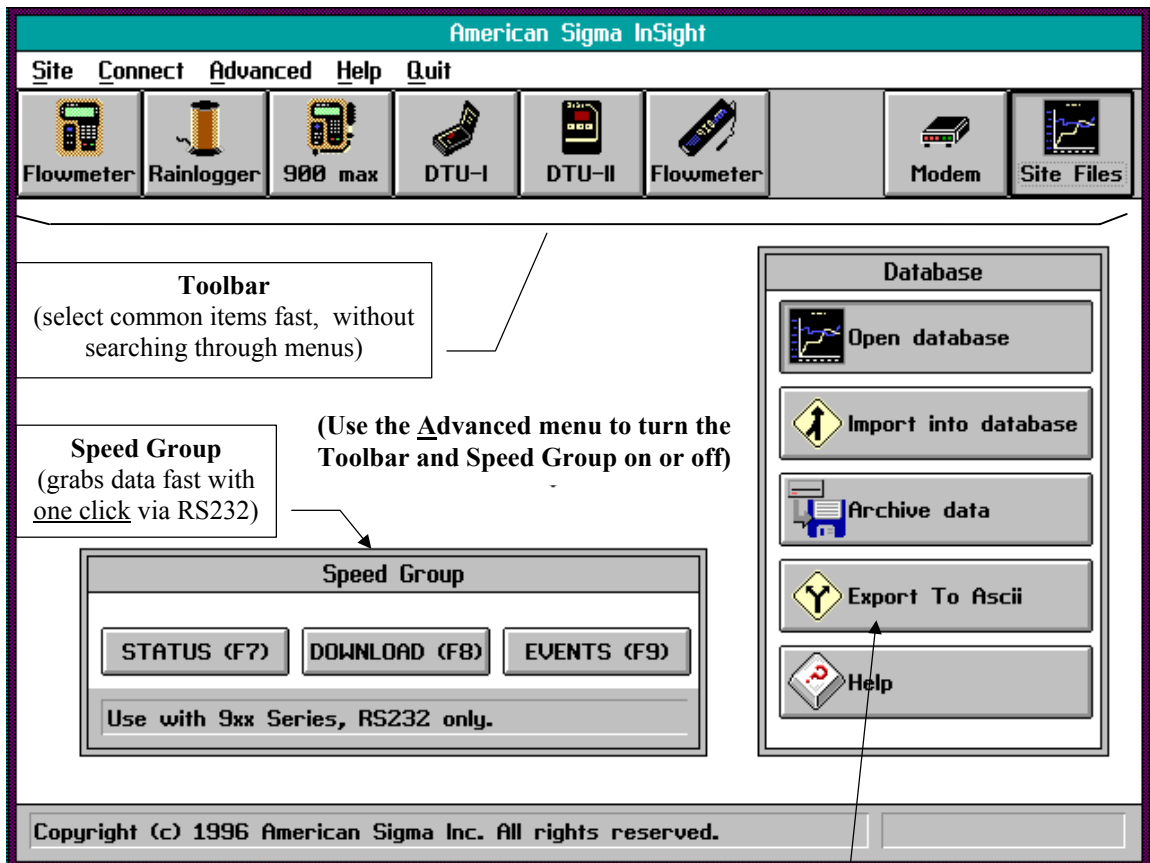 American Sigma InSight
Site Connect Advanced Help Quit
Flowmeter Rainlogger 900 max DTU-I DTU-II Flowmeter Modem Site Files
Toolbar
(select common items fast, without
searching through menus)
Speed Group
(grabs data fast with
one click via RS232)
(Use the Advanced menu to turn the
Toolbar and Speed Group on or off)
Speed Group
STATUS (F7) DOWNLOAD (F8) EVENTS (F9)
Use with 9xx Series, RS232 only.
Database
Open database
Import into database
Archive data
Export To Ascii
Help
Copyright (c) 1996 American Sigma Inc. All rights reserved.